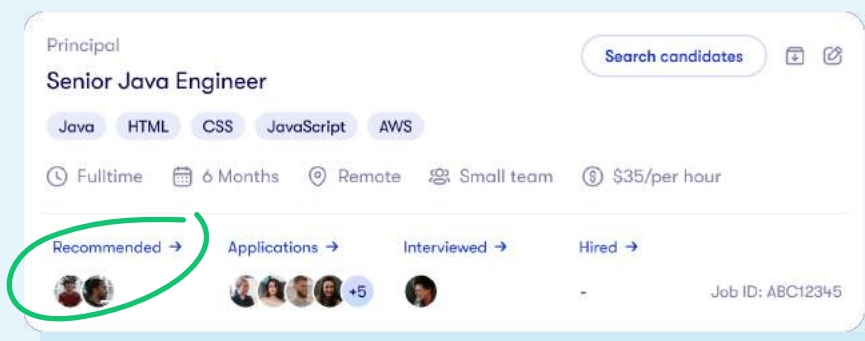 Principal
Search candidates
Senior Java Engineer
Java HTML CSS JavaScript AWS
Fulltime 6 Months Remote Small team $35/per hour
Recommended → Applications → Interviewed → Hired →
+5 - Job ID: ABC12345